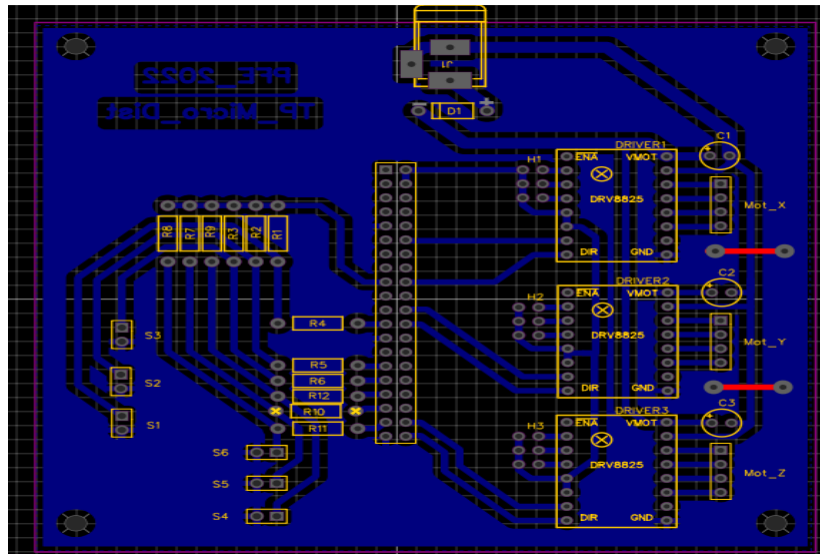 J1
PFE_2022
TP_Micro_Dist
- D1 +
DRIVER1
C1
+
H1
ENA VMOT
DRV8825
Mot_X
DIR GND
R8 R7 R9 R3 R2 R1
DRIVER2
C2
+
H2
ENA VMOT
DRV8825
Mot_Y
DIR GND
R4
S3
R5
S2
R6
R12
R10
S1
R11
DRIVER3
C3
+
H3
ENA VMOT
DRV8825
Mot_Z
DIR GND
S6
S5
S4